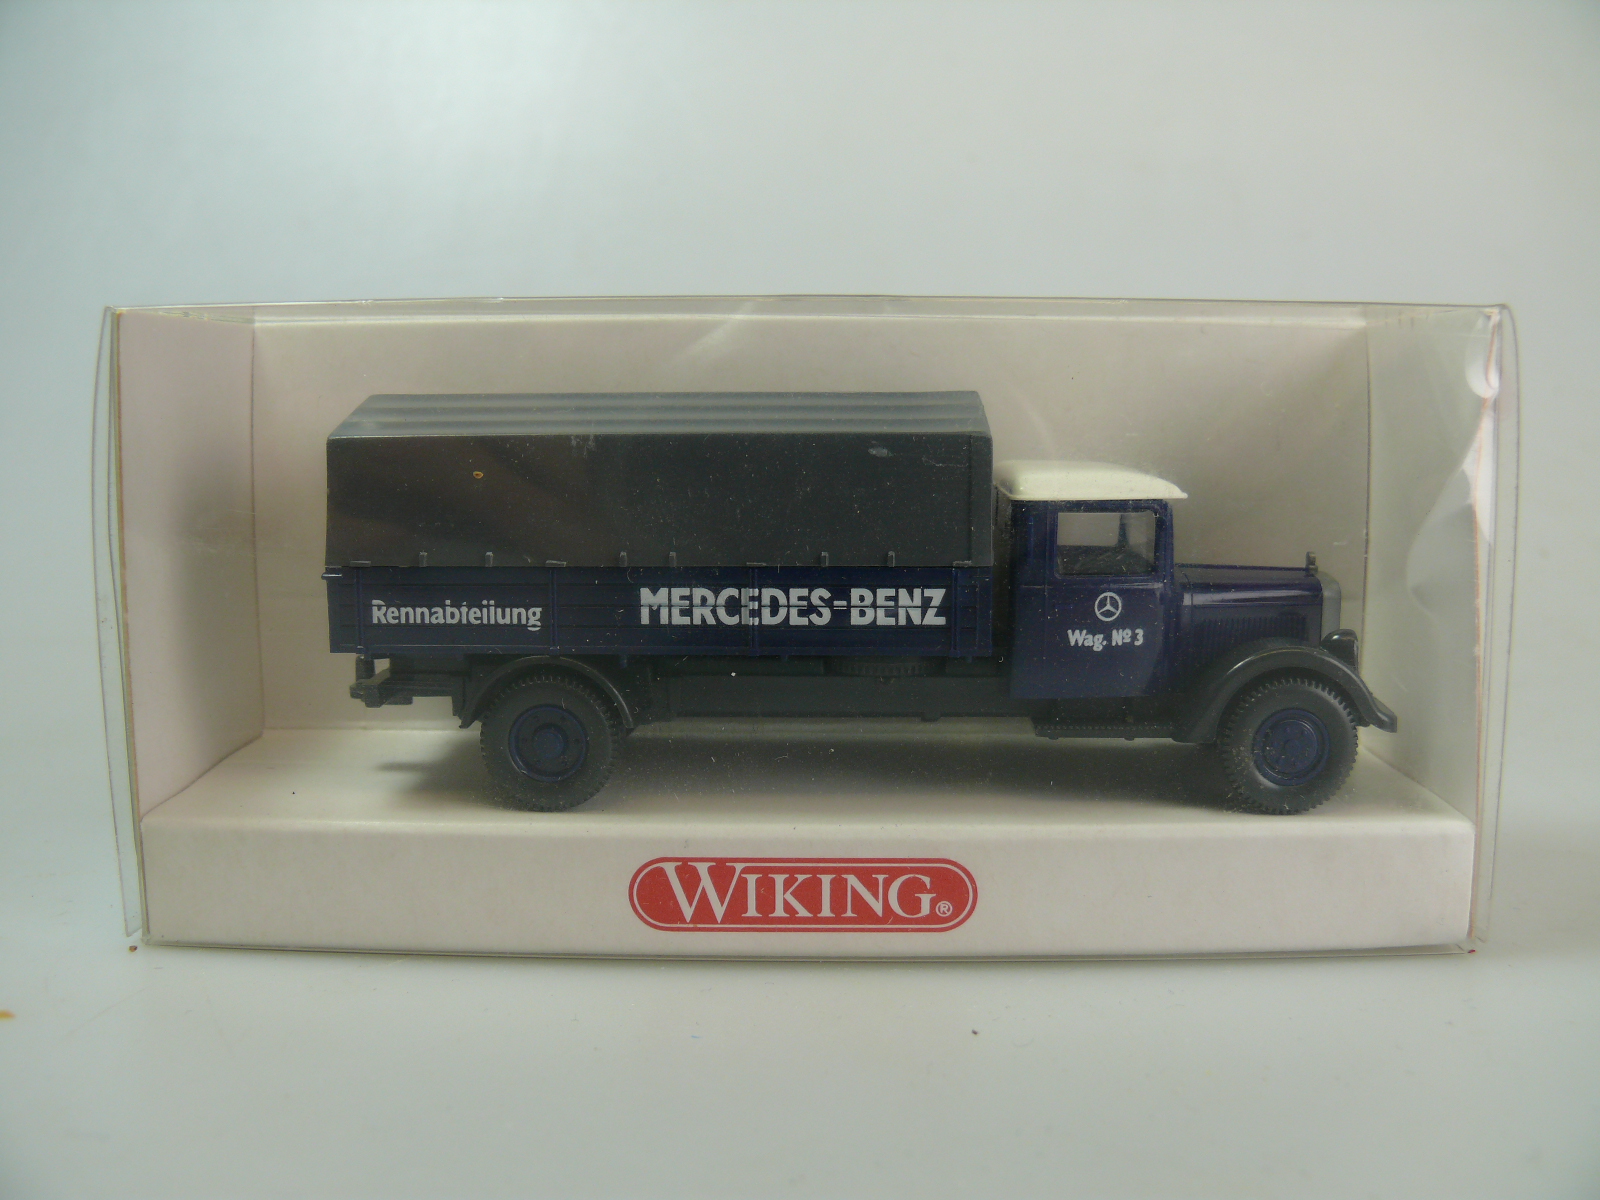 Rennabteilung
MERCEDES-BENZ
Wag. Nº 3
WIKING®